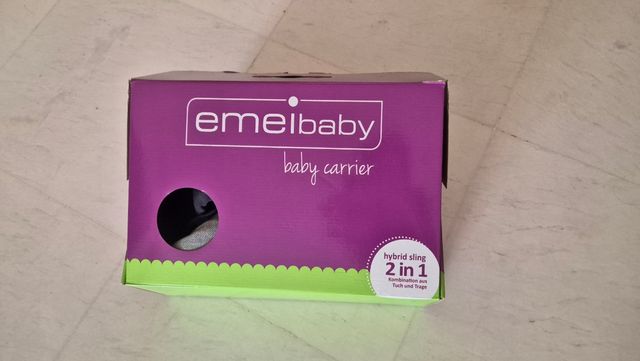 emeibaby
baby carrier
hybrid sling
2 in 1
Kombination aus
Tuch und Trage